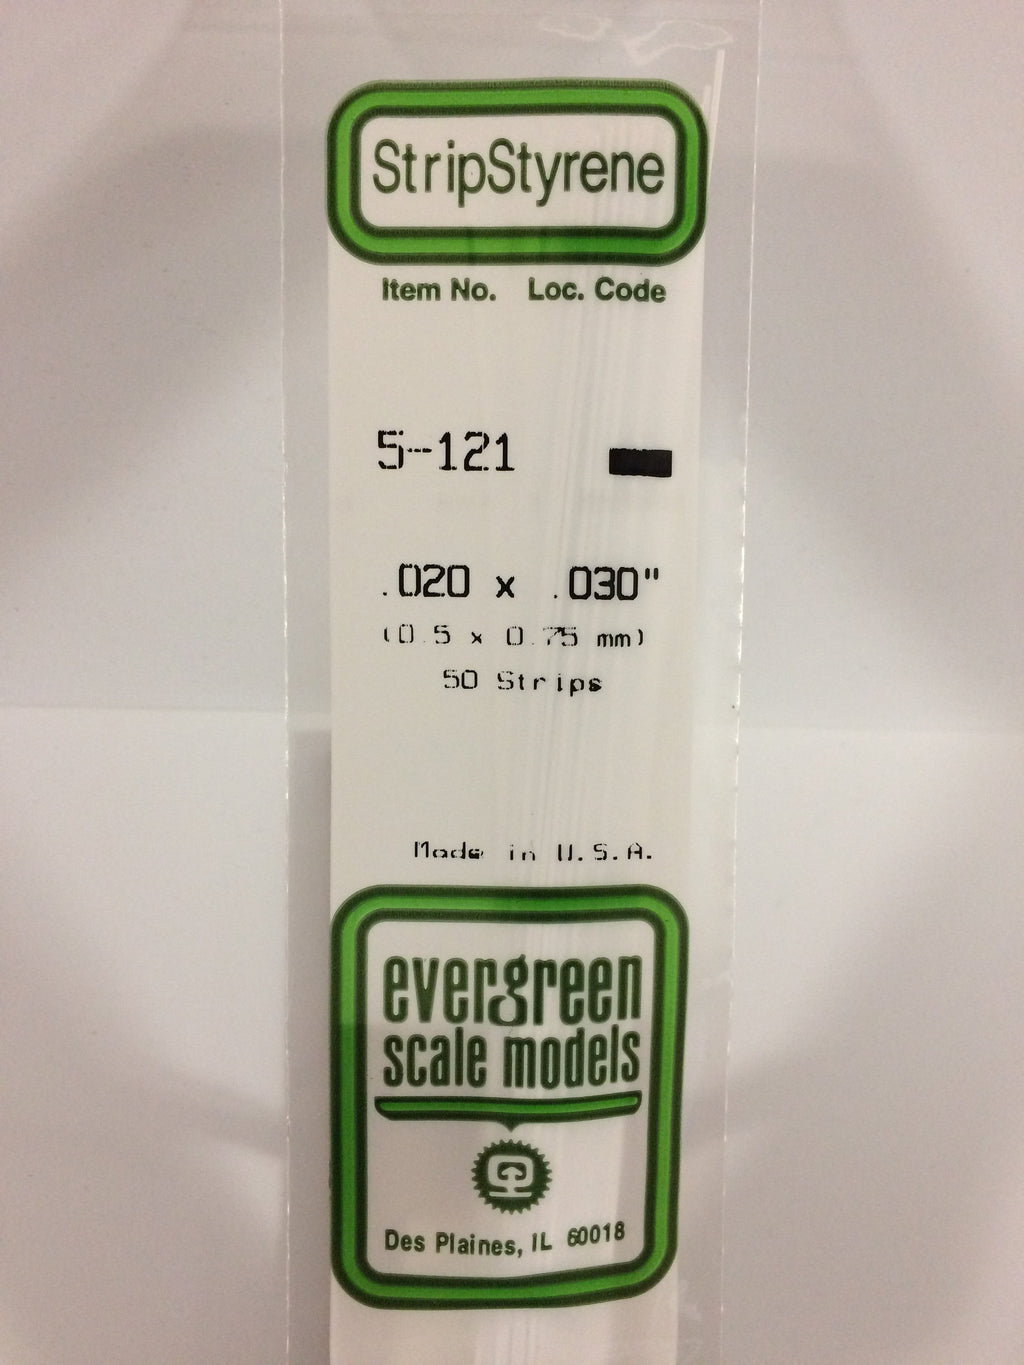 StripStyrene
Item No. Loc. Code
5-121
.020 x .030"
(0.5 x 0.75 mm)
50 Strips
Made in U.S.A.
evergreen
scale models
Des Plaines, IL 60018